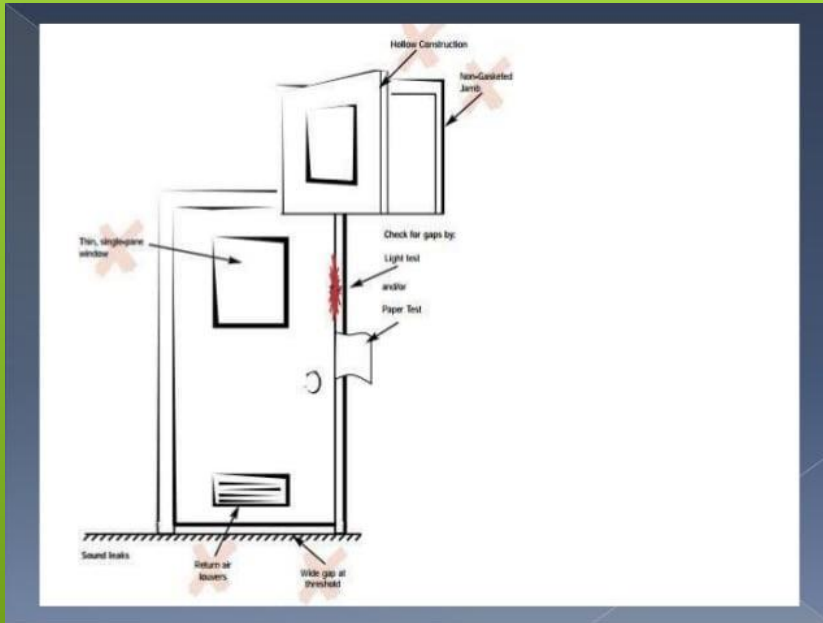 Hollow Construction
Non-Gasketed
Jamb
Thin, single-pane
window
Check for gaps by:
Light test
and/or
Paper Test
Sound leaks
Return air
louvers
Wide gap at
threshold